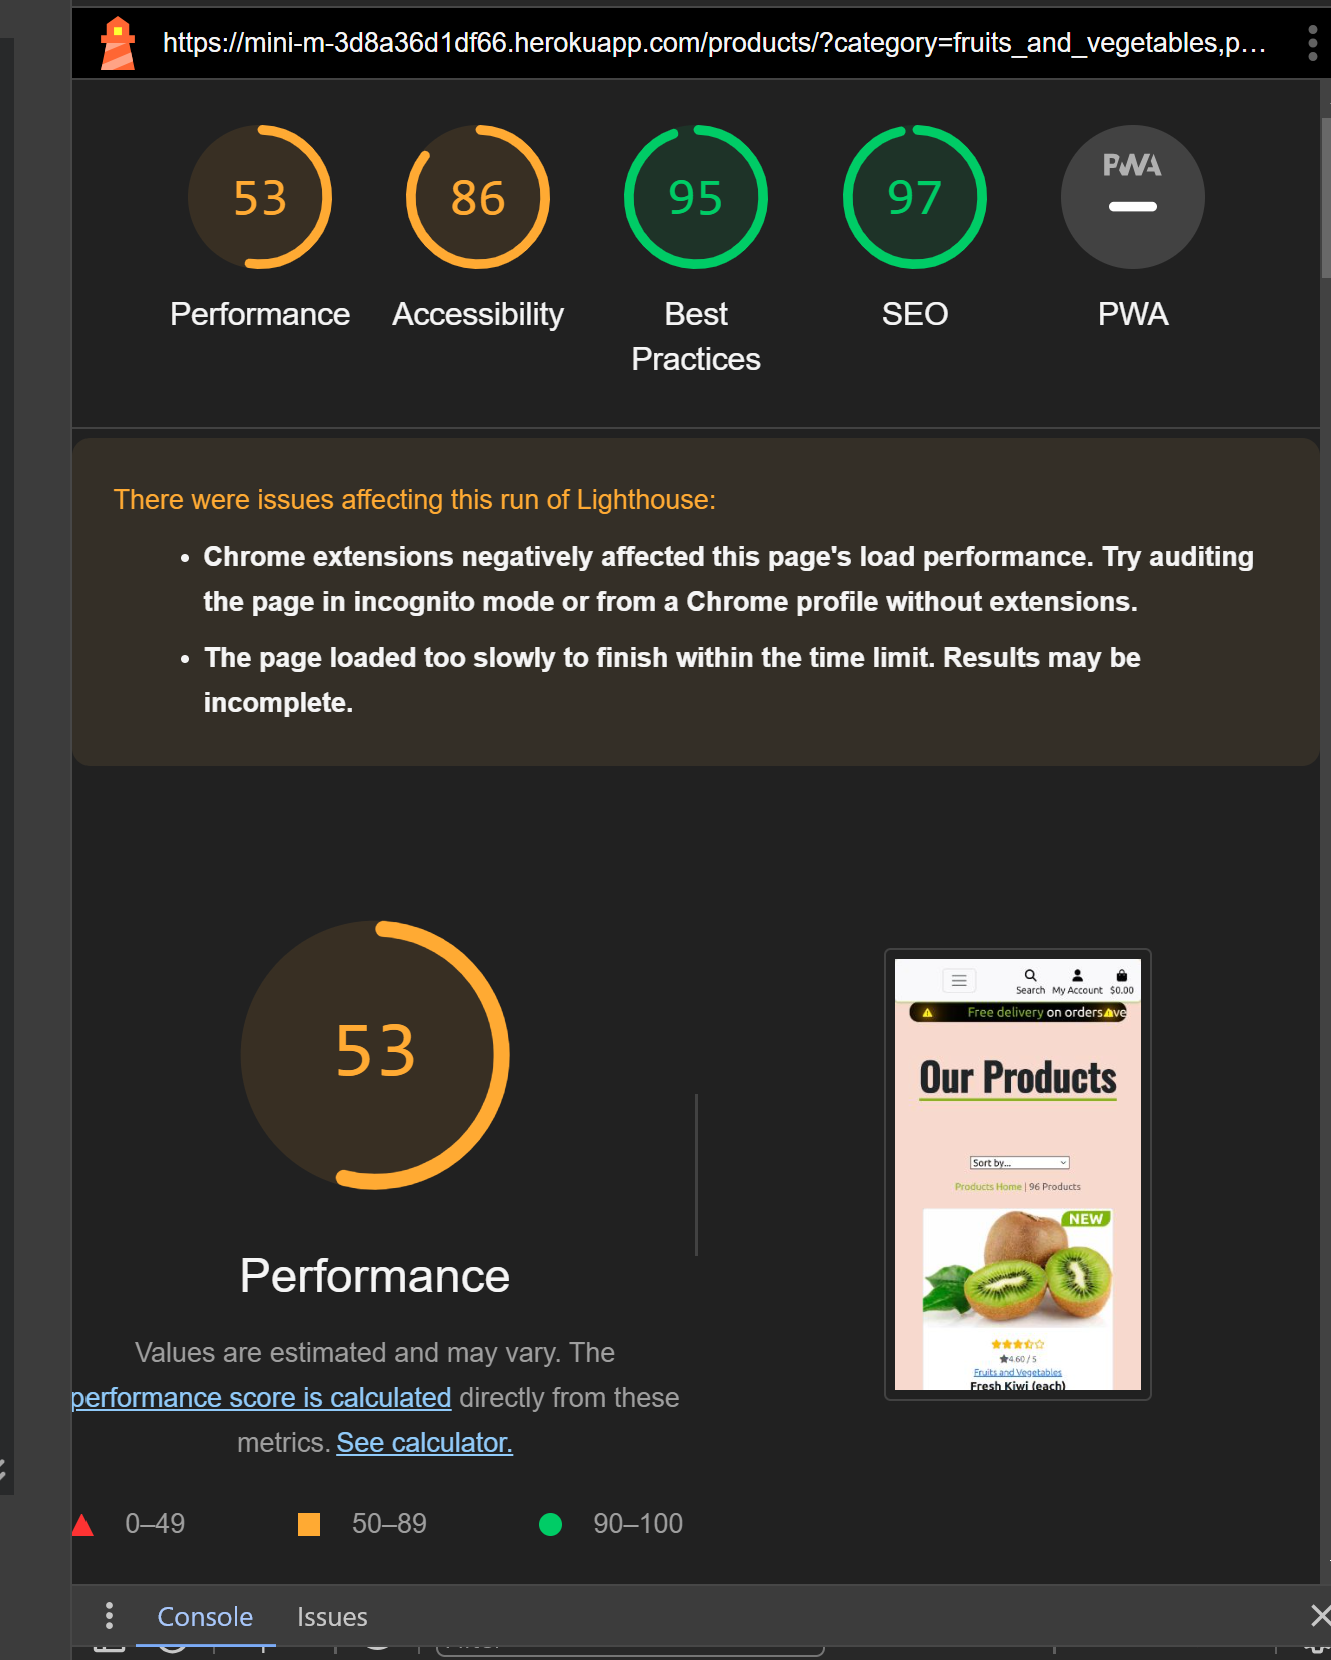 https://mini-m-3d8a36d1df66.herokuapp.com/products/?category=fruits_and_vegetables,p...
53
86
95
97
PWA
Performance
Accessibility
Best
Practices
SEO
PWA
There were issues affecting this run of Lighthouse:
Chrome extensions negatively affected this page's load performance. Try auditing
the page in incognito mode or from a Chrome profile without extensions.
The page loaded too slowly to finish within the time limit. Results may be
incomplete.
53
Performance
Values are estimated and may vary. The
performance score is calculated directly from these
metrics. See calculator.
0–49
50–89
90–100
Search
My Account
$0.00
Free delivery on orders ve
Our Products
Sort by...
Products Home | 96 Products
NEW
4.60 / 5
Fruits and Vegetables
Fresh Kiwi (each)
Console
Issues